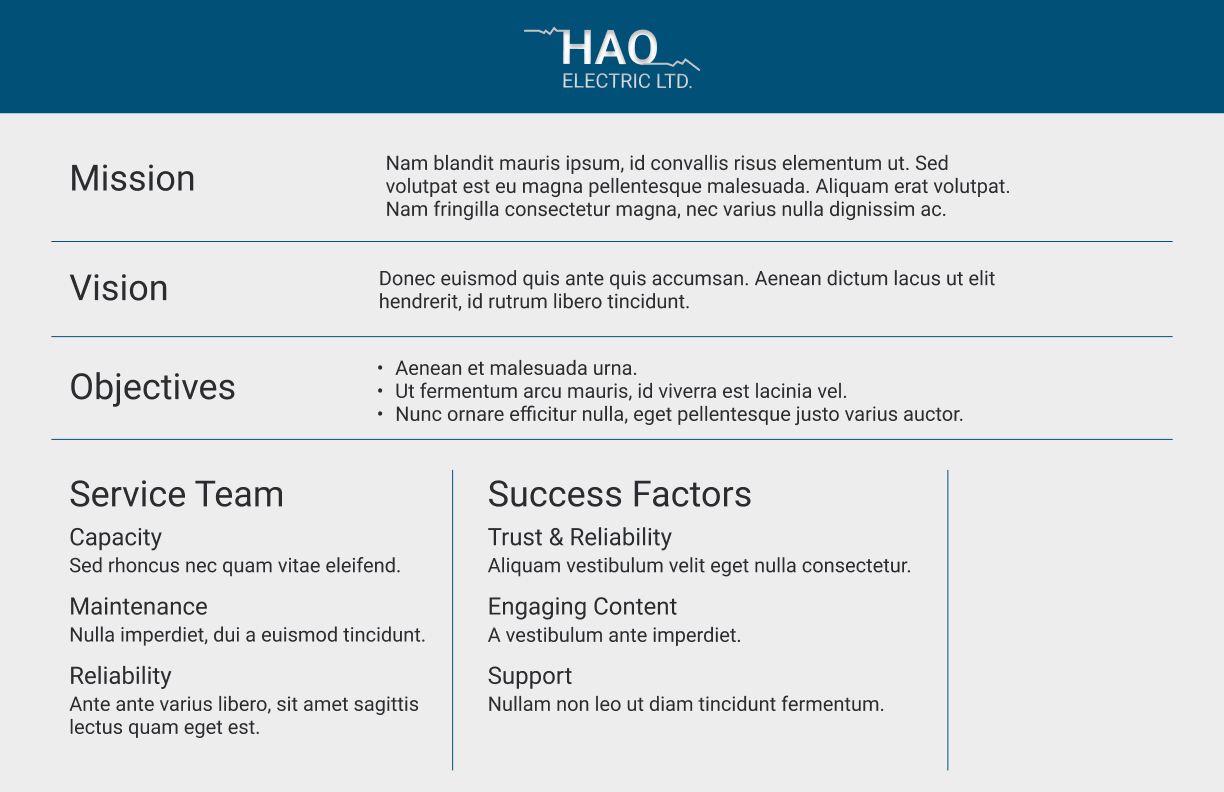 HAO
ELECTRIC LTD.
Mission
Nam blandit mauris ipsum, id convallis risus elementum ut. Sed
volutpat est eu magna pellentesque malesuada. Aliquam erat volutpat.
Nam fringilla consectetur magna, nec varius nulla dignissim ac.
Vision
Donec euismod quis ante quis accumsan. Aenean dictum lacus ut elit
hendrerit, id rutrum libero tincidunt.
Objectives
• Aenean et malesuada urna.
• Ut fermentum arcu mauris, id viverra est lacinia vel.
• Nunc ornare efficitur nulla, eget pellentesque justo varius auctor.
Service Team
Capacity
Sed rhoncus nec quam vitae eleifend.
Maintenance
Nulla imperdiet, dui a euismod tincidunt.
Reliability
Ante ante varius libero, sit amet sagittis
lectus quam eget est.
Success Factors
Trust & Reliability
Aliquam vestibulum velit eget nulla consectetur.
Engaging Content
A vestibulum ante imperdiet.
Support
Nullam non leo ut diam tincidunt fermentum.